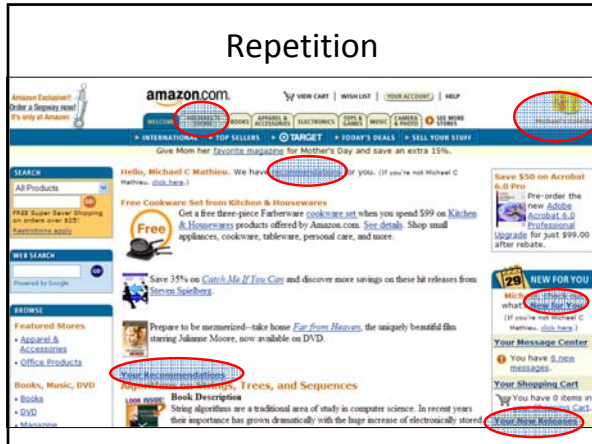 Repetition
Amazon Exclusive!!
Order a Segway now!
It's only at Amazon
amazon.com.
VIEW CART | WISH LIST | YOUR ACCOUNT | HELP
WELCOME
BOOKS
APPAREL & ACCESSORIES
ELECTRONICS
TOYS & GAMES
MUSIC
CAMERA & PHOTO
SEE MORE STORES
INTERNATIONAL
TOP SELLERS
TARGET
TODAY'S DEALS
SELL YOUR STUFF
Give Mom her favorite magazine for Mother's Day and save an extra 15%.
SEARCH
All Products
GO!
FREE Super Saver Shipping
on orders over $25!
Restrictions Apply
WEB SEARCH
GO!
Powered by Google
BROWSE
Featured Stores
Apparel &
Accessories
Office Products
Books, Music, DVD
Books
DVD
Magazine
Hello, Michael C Mathieu. We have recommendations for you. (If you're not Michael C
Mathieu, click here.)
Free Cookware Set from Kitchen & Housewares
Free
Get a free three-piece Farberware cookware set when you spend $99 on Kitchen
& Housewares products offered by Amazon.com. See details. Shop small
appliances, cookware, tableware, personal care, and more.
Save 35% on Catch Me If You Can and discover more savings on these hit releases from
Steven Spielberg.
Prepare to be mezmerized--take home Far from Heaven, the uniquely beautiful film
starring Julianne Moore, now available on DVD.
Your Recommendations
Algorithms on Strings, Trees, and Sequences
LOOK INSIDE!
Book Description
String algorithms are a traditional area of study in computer science. In recent years
their importance has grown dramatically with the huge increase of electronically stored
Save $50 on Acrobat
6.0 Pro
Pre-order the
new Adobe
Acrobat 6.0
Professional
Upgrade for just $99.00
after rebate.
29
NEW FOR YOU
check out
what's New for You
(If you're not Michael C
Mathieu, click here.)
Your Message Center
You have 6 new
messages.
Your Shopping Cart
You have 0 items in
your Shopping Cart.
Your New Releases